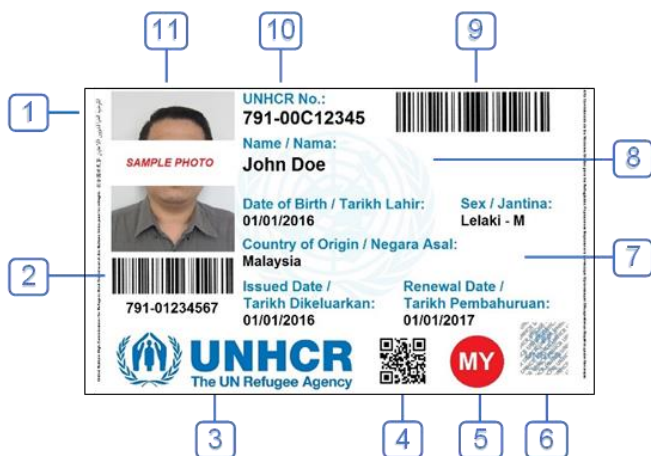 11
10
9
1
UNHCR No.:
791-00C12345
SAMPLE PHOTO
Name / Nama:
John Doe
8
Date of Birth / Tarikh Lahir:
01/01/2016
Sex / Jantina:
Lelaki - M
Country of Origin / Negara Asal:
Malaysia
7
2
791-01234567
Issued Date /
Tarikh Dikeluarkan:
01/01/2016
Renewal Date /
Tarikh Pembahuruan:
01/01/2017
UNHCR
The UN Refugee Agency
MY
3
4
5
6